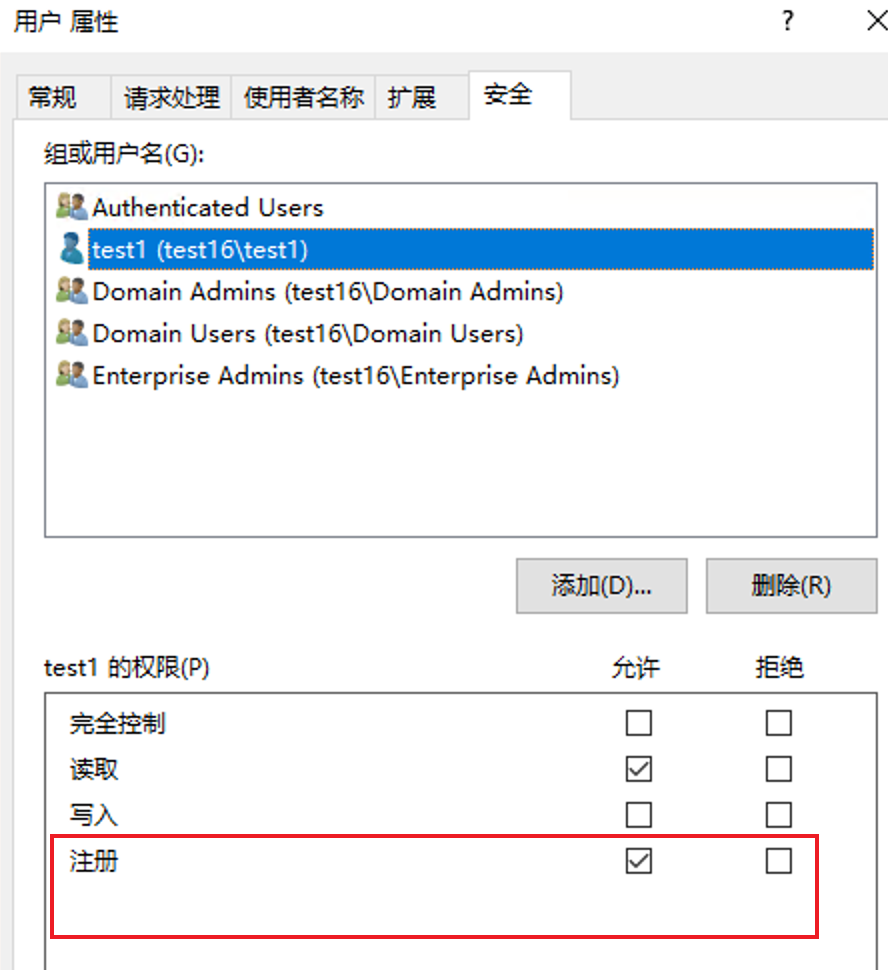 用户 属性 ?
常规 请求处理 使用者名称 扩展 安全
组或用户名(G):
Authenticated Users
test1 (test16\test1)
Domain Admins (test16\Domain Admins)
Domain Users (test16\Domain Users)
Enterprise Admins (test16\Enterprise Admins)
添加(D)... 删除(R)
test1 的权限(P) 允许 拒绝
完全控制
读取
写入
注册